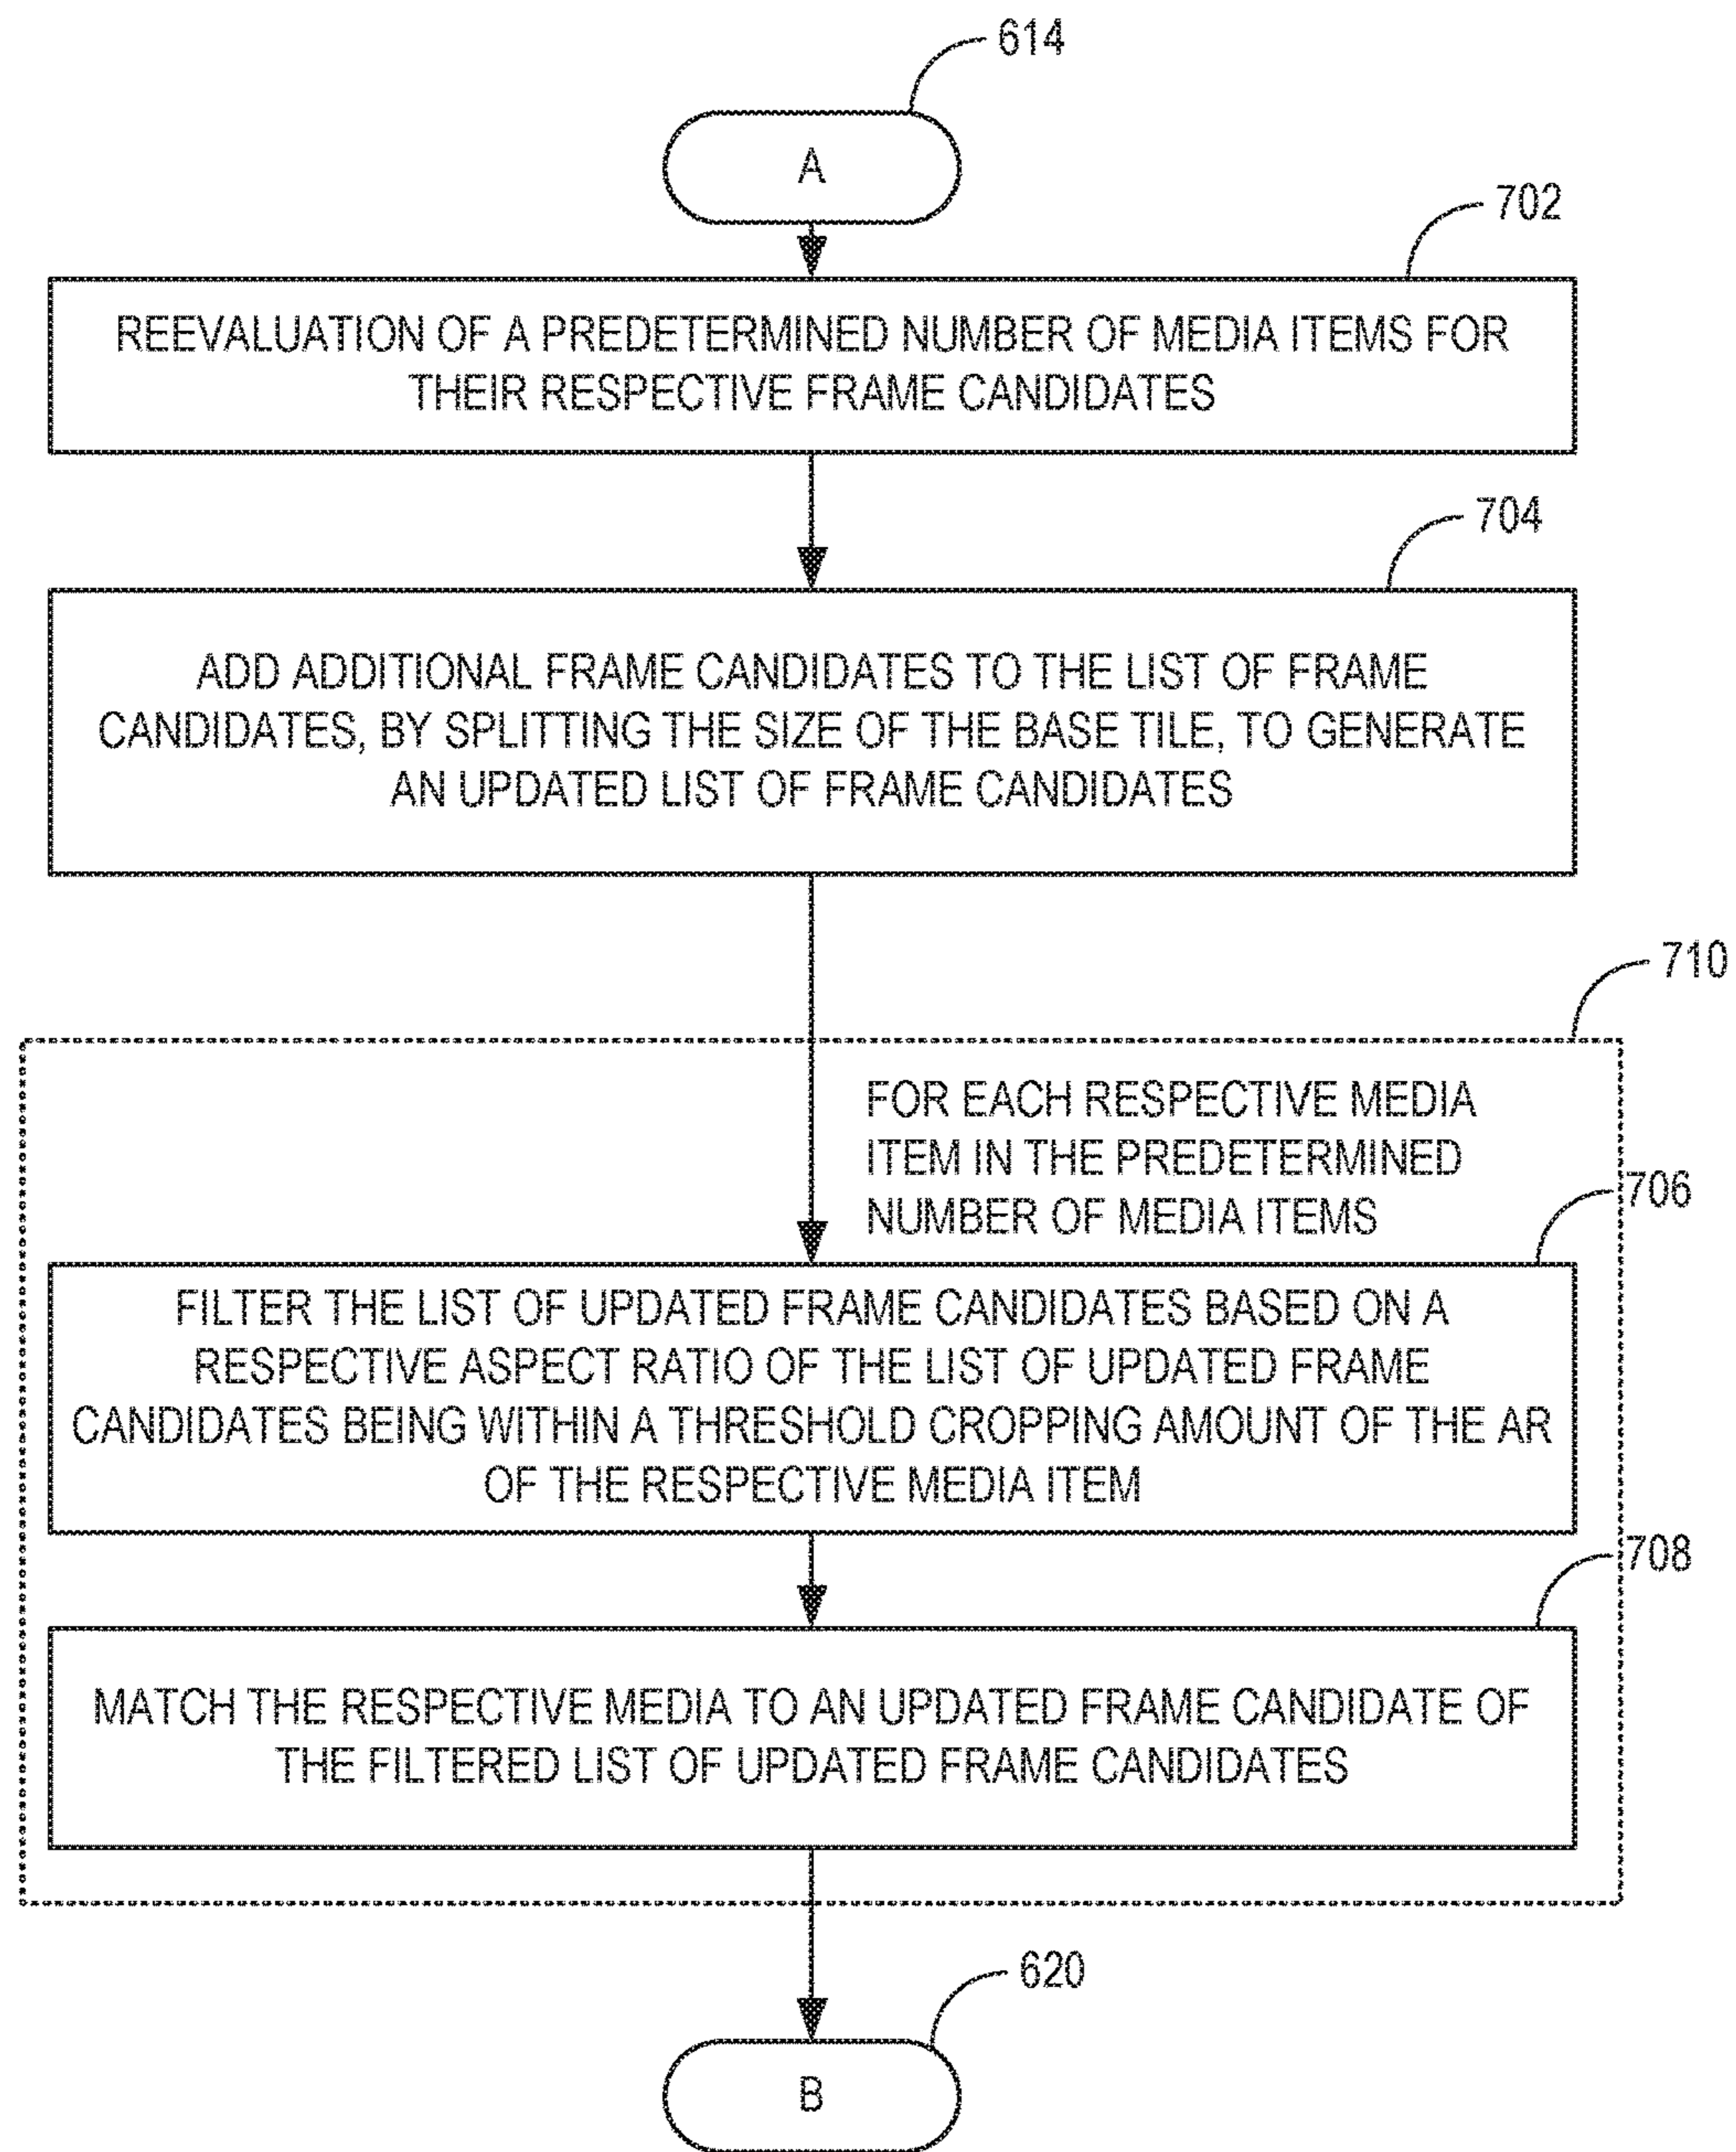 614
A
702
REEVALUATION OF A PREDETERMINED NUMBER OF MEDIA ITEMS FOR
THEIR RESPECTIVE FRAME CANDIDATES
704
ADD ADDITIONAL FRAME CANDIDATES TO THE LIST OF FRAME
CANDIDATES, BY SPLITTING THE SIZE OF THE BASE TILE, TO GENERATE
AN UPDATED LIST OF FRAME CANDIDATES
710
FOR EACH RESPECTIVE MEDIA
ITEM IN THE PREDETERMINED
NUMBER OF MEDIA ITEMS
706
FILTER THE LIST OF UPDATED FRAME CANDIDATES BASED ON A
RESPECTIVE ASPECT RATIO OF THE LIST OF UPDATED FRAME
CANDIDATES BEING WITHIN A THRESHOLD CROPPING AMOUNT OF THE AR
OF THE RESPECTIVE MEDIA ITEM
708
MATCH THE RESPECTIVE MEDIA TO AN UPDATED FRAME CANDIDATE OF
THE FILTERED LIST OF UPDATED FRAME CANDIDATES
620
B